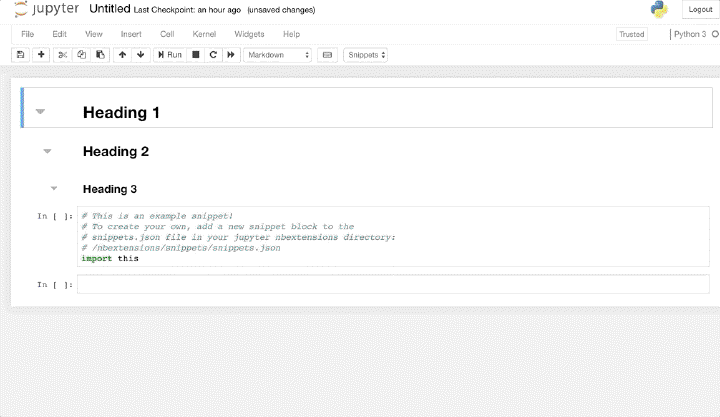 jupyter Untitled Last Checkpoint: an hour ago (unsaved changes) Logout
File Edit View Insert Cell Kernel Widgets Help Trusted Python 3
Run Markdown Snippets
Heading 1
Heading 2
Heading 3
In [ ]: # This is an example snippet!
# To create your own, add a new snippet block to the
# snippets.json file in your jupyter nbextensions directory:
# /nbextensions/snippets/snippets.json
import this
In [ ]: